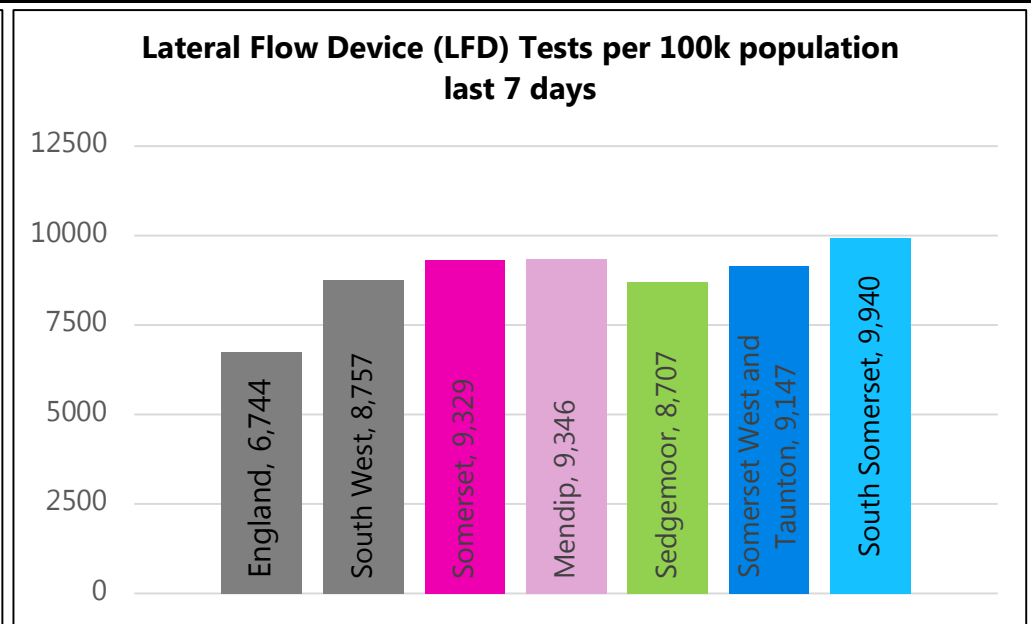 Lateral Flow Device (LFD) Tests per 100k population
last 7 days
12500
10000
7500
5000
2500
0
England, 6,744
South West, 8,757
Somerset, 9,329
Mendip, 9,346
Sedgemoor, 8,707
Somerset West and
Taunton, 9,147
South Somerset, 9,940